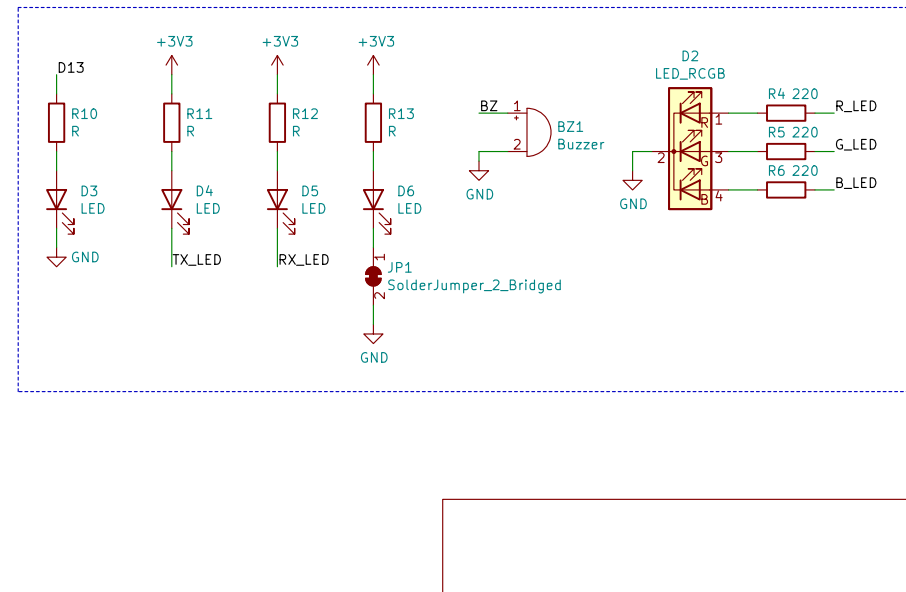 +3V3
+3V3
+3V3
D13
R10
R
R11
R
R12
R
R13
R
D3
LED
D4
LED
D5
LED
D6
LED
GND
TX_LED
RX_LED
1
JP1
SolderJumper_2_Bridged
2
GND
BZ
1
+
BZ1
Buzzer
2
GND
D2
LED_RCGB
R4 220
R_LED
R
1
R5 220
G_LED
2
G
3
R6 220
B_LED
B
4
GND